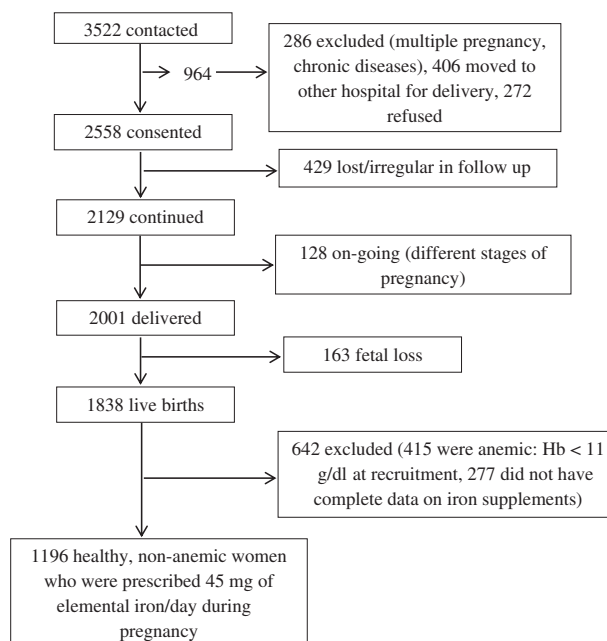 3522 contacted
964
286 excluded (multiple pregnancy,
chronic diseases), 406 moved to
other hospital for delivery, 272
refused
2558 consented
429 lost/irregular in follow up
2129 continued
128 on-going (different stages of
pregnancy)
2001 delivered
163 fetal loss
1838 live births
642 excluded (415 were anemic: Hb < 11
g/dl at recruitment, 277 did not have
complete data on iron supplements)
1196 healthy, non-anemic women
who were prescribed 45 mg of
elemental iron/day during
pregnancy